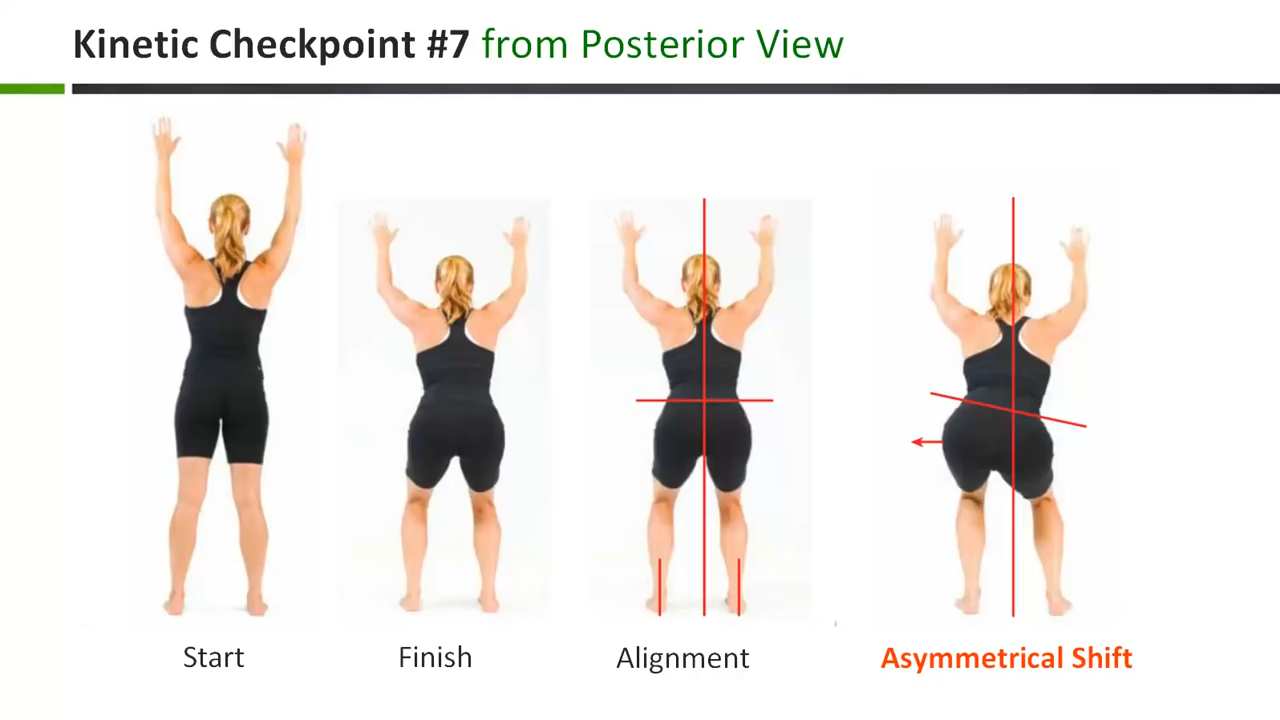 Kinetic Checkpoint #7 from Posterior View
Start
Finish
Alignment
Asymmetrical Shift